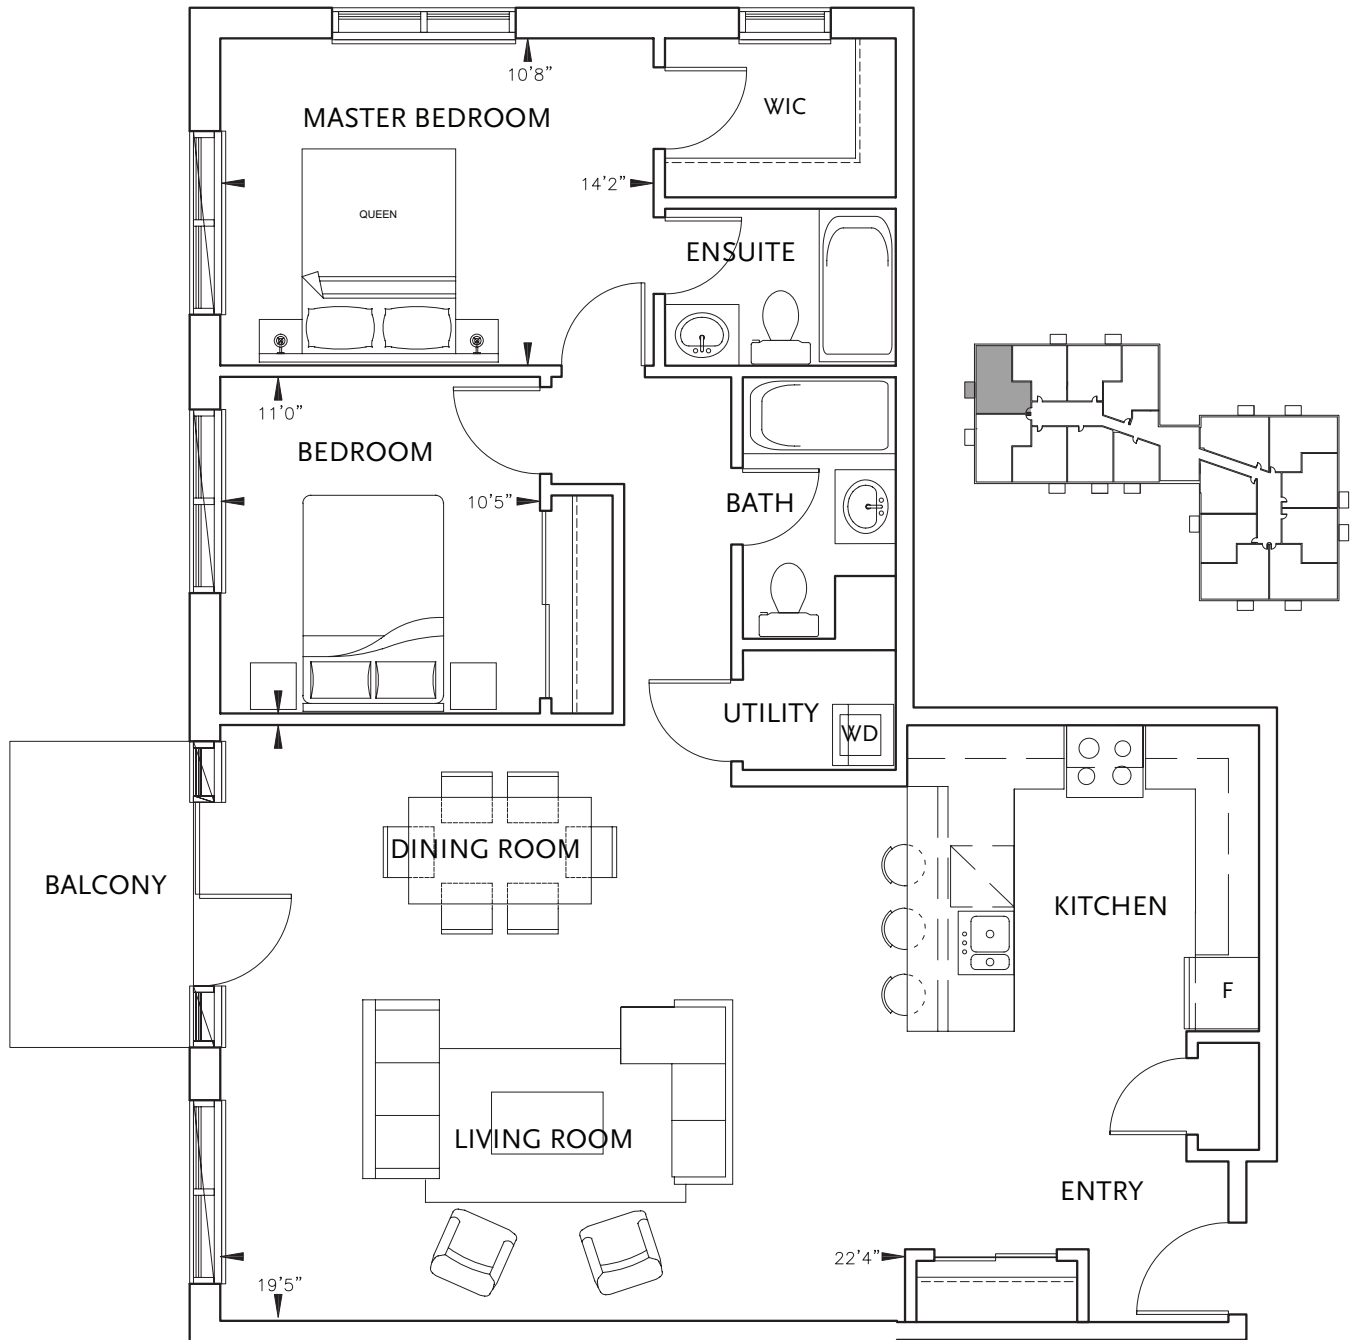 10'8"
MASTER BEDROOM
WIC
14'2"
QUEEN
ENSUITE
11'0"
BEDROOM
10'5"
BATH
UTILITY
WD
DINING ROOM
BALCONY
KITCHEN
F
LIVING ROOM
ENTRY
22'4"
19'5"